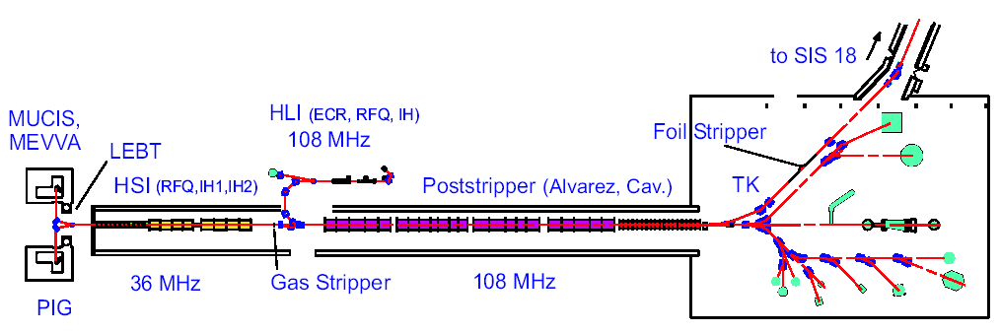 to SIS 18
HLI (ECR, RFQ, IH)
108 MHz
MUCIS,
MEVVA
LEBT
Foil Stripper
HSI (RFQ,IH1,IH2)
Poststripper (Alvarez, Cav.)
TK
36 MHz
Gas Stripper
108 MHz
PIG